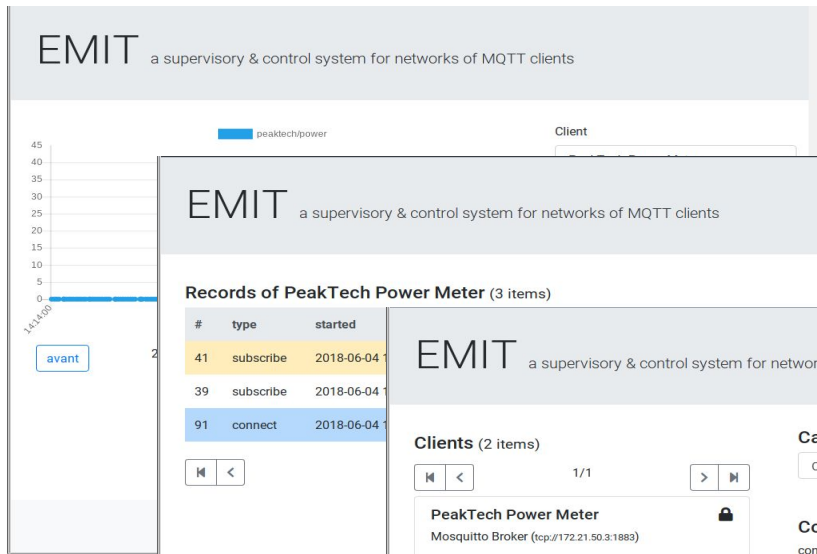 EMIT a supervisory & control system for networks of MQTT clients
peaktech/power
Client
45
40
35
30
25
20
15
10
5
0
14:14:00
avant
EMIT a supervisory & control system for networks of MQTT clients
Records of PeakTech Power Meter (3 items)
# type started
41 subscribe 2018-06-04 1
39 subscribe 2018-06-04 1
91 connect 2018-06-04 1
EMIT a supervisory & control system for networ
Clients (2 items)
1/1
PeakTech Power Meter
Mosquitto Broker (tcp://172.21.50.3:1883)